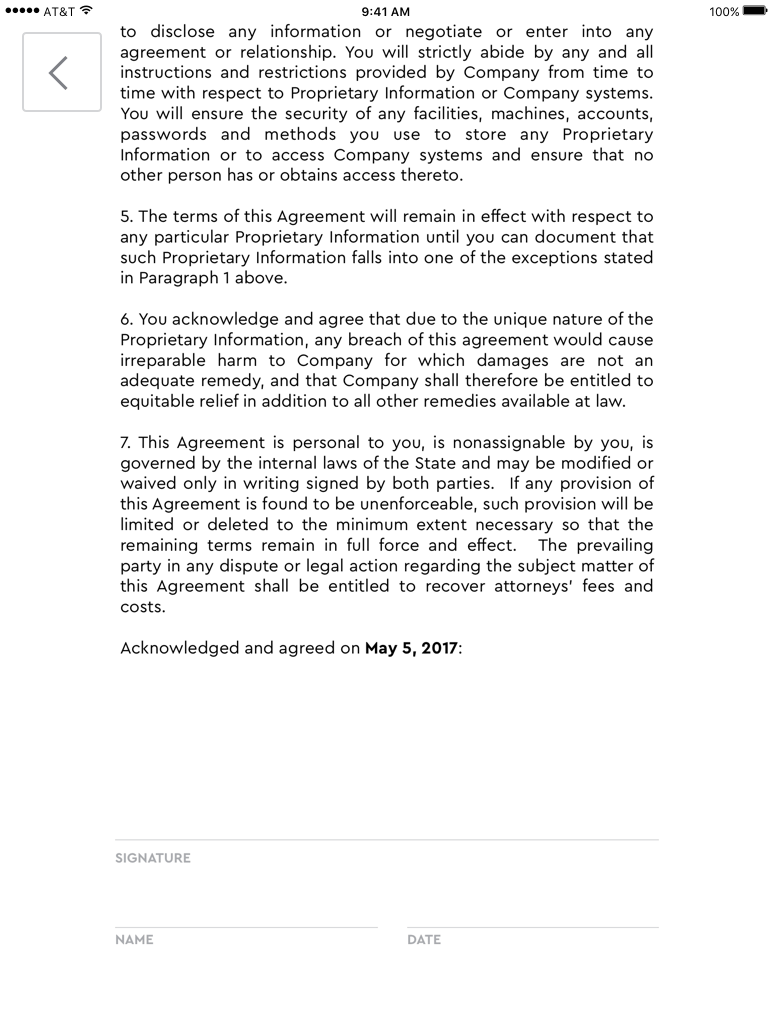 AT&T 9:41 AM 100%
to disclose any information or negotiate or enter into any
agreement or relationship. You will strictly abide by any and all
instructions and restrictions provided by Company from time to
time with respect to Proprietary Information or Company systems.
You will ensure the security of any facilities, machines, accounts,
passwords and methods you use to store any Proprietary
Information or to access Company systems and ensure that no
other person has or obtains access thereto.
5. The terms of this Agreement will remain in effect with respect to
any particular Proprietary Information until you can document that
such Proprietary Information falls into one of the exceptions stated
in Paragraph 1 above.
6. You acknowledge and agree that due to the unique nature of the
Proprietary Information, any breach of this agreement would cause
irreparable harm to Company for which damages are not an
adequate remedy, and that Company shall therefore be entitled to
equitable relief in addition to all other remedies available at law.
7. This Agreement is personal to you, is nonassignable by you, is
governed by the internal laws of the State and may be modified or
waived only in writing signed by both parties.  If any provision of
this Agreement is found to be unenforceable, such provision will be
limited or deleted to the minimum extent necessary so that the
remaining terms remain in full force and effect.  The prevailing
party in any dispute or legal action regarding the subject matter of
this Agreement shall be entitled to recover attorneys’ fees and
costs.
Acknowledged and agreed on May 5, 2017:
SIGNATURE
NAME DATE